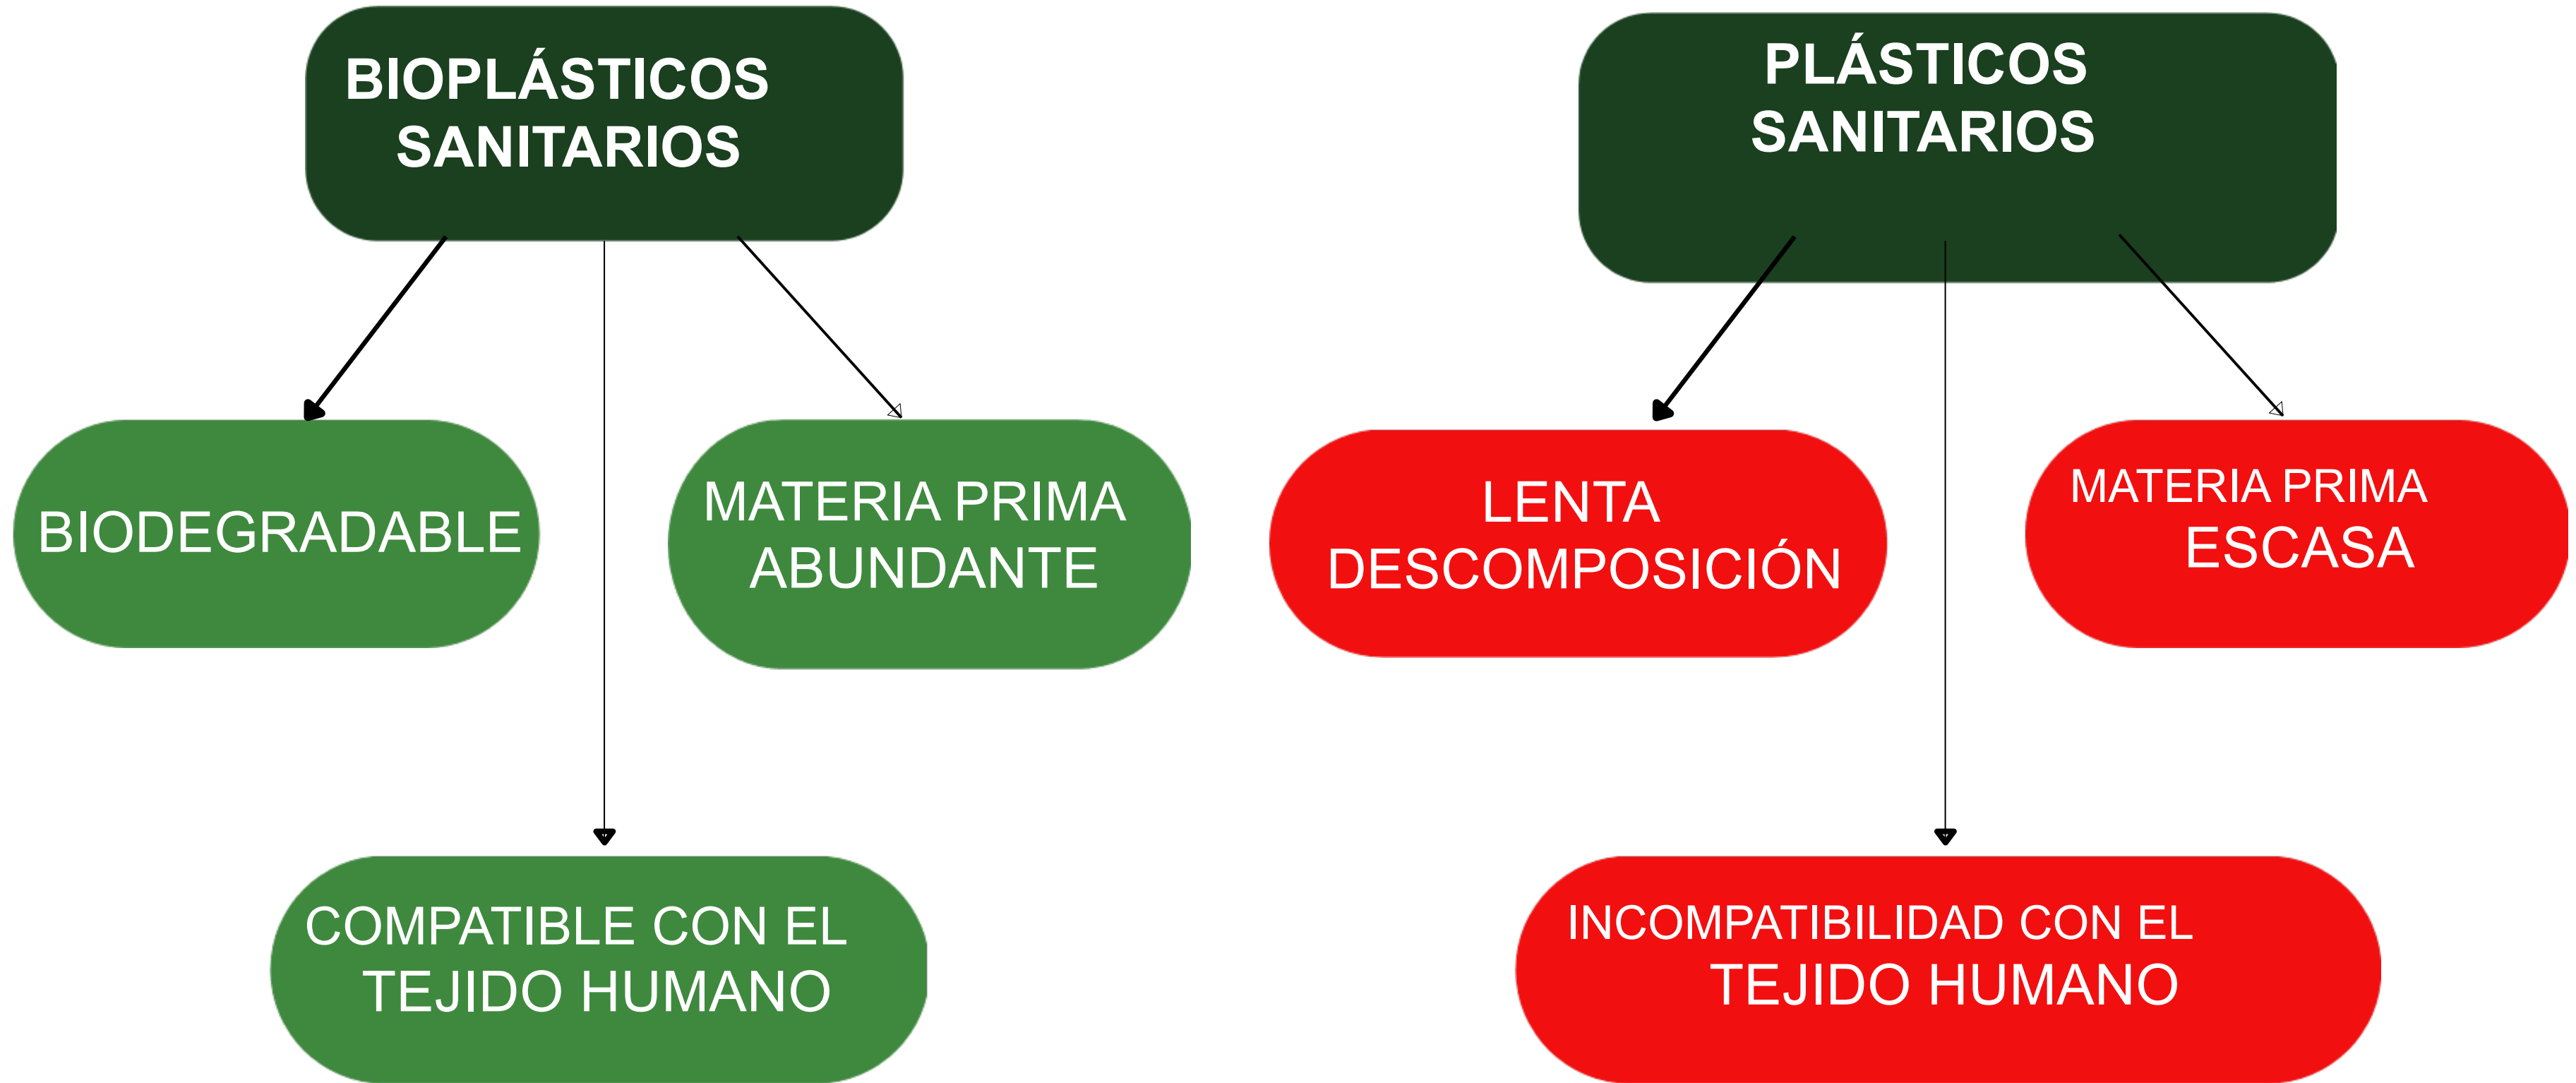 BIOPLÁSTICOS
SANITARIOS
BIODEGRADABLE
MATERIA PRIMA
ABUNDANTE
COMPATIBLE CON EL
TEJIDO HUMANO
PLÁSTICOS
SANITARIOS
LENTA
DESCOMPOSICIÓN
MATERIA PRIMA
ESCASA
INCOMPATIBILIDAD CON EL
TEJIDO HUMANO